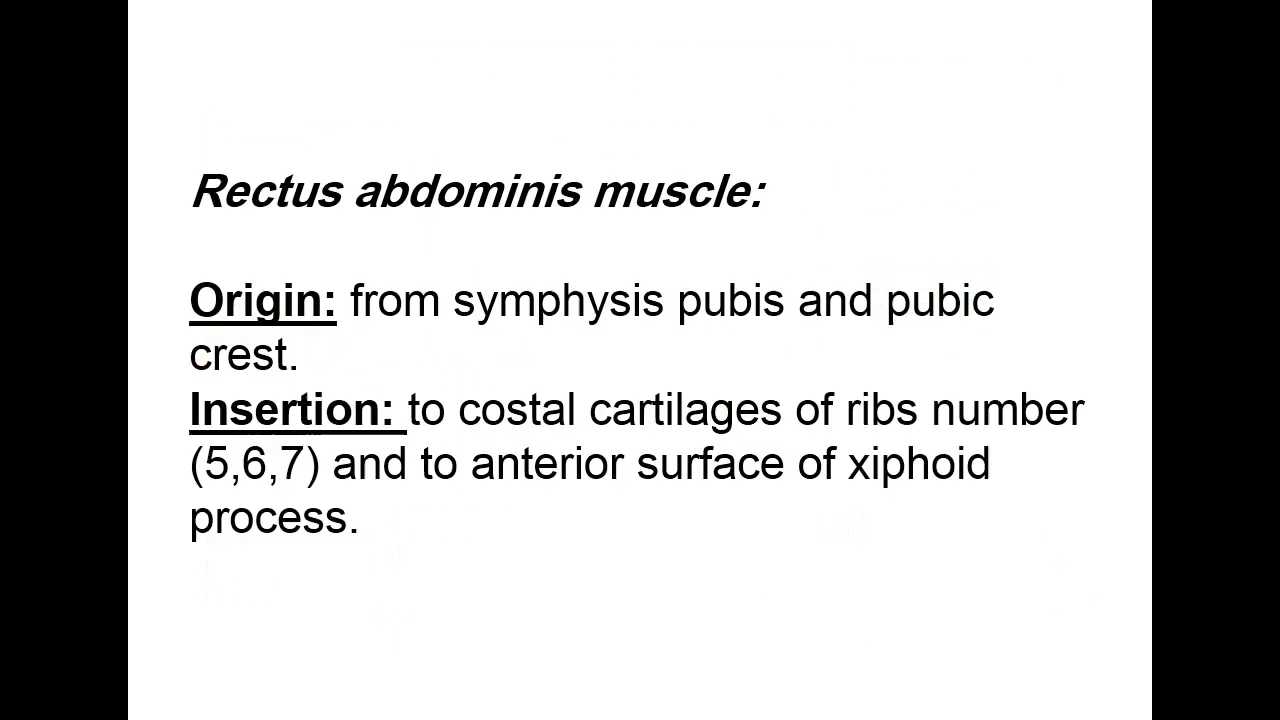 Rectus abdominis muscle:
Origin: from symphysis pubis and pubic
crest.
Insertion: to costal cartilages of ribs number
(5,6,7) and to anterior surface of xiphoid
process.